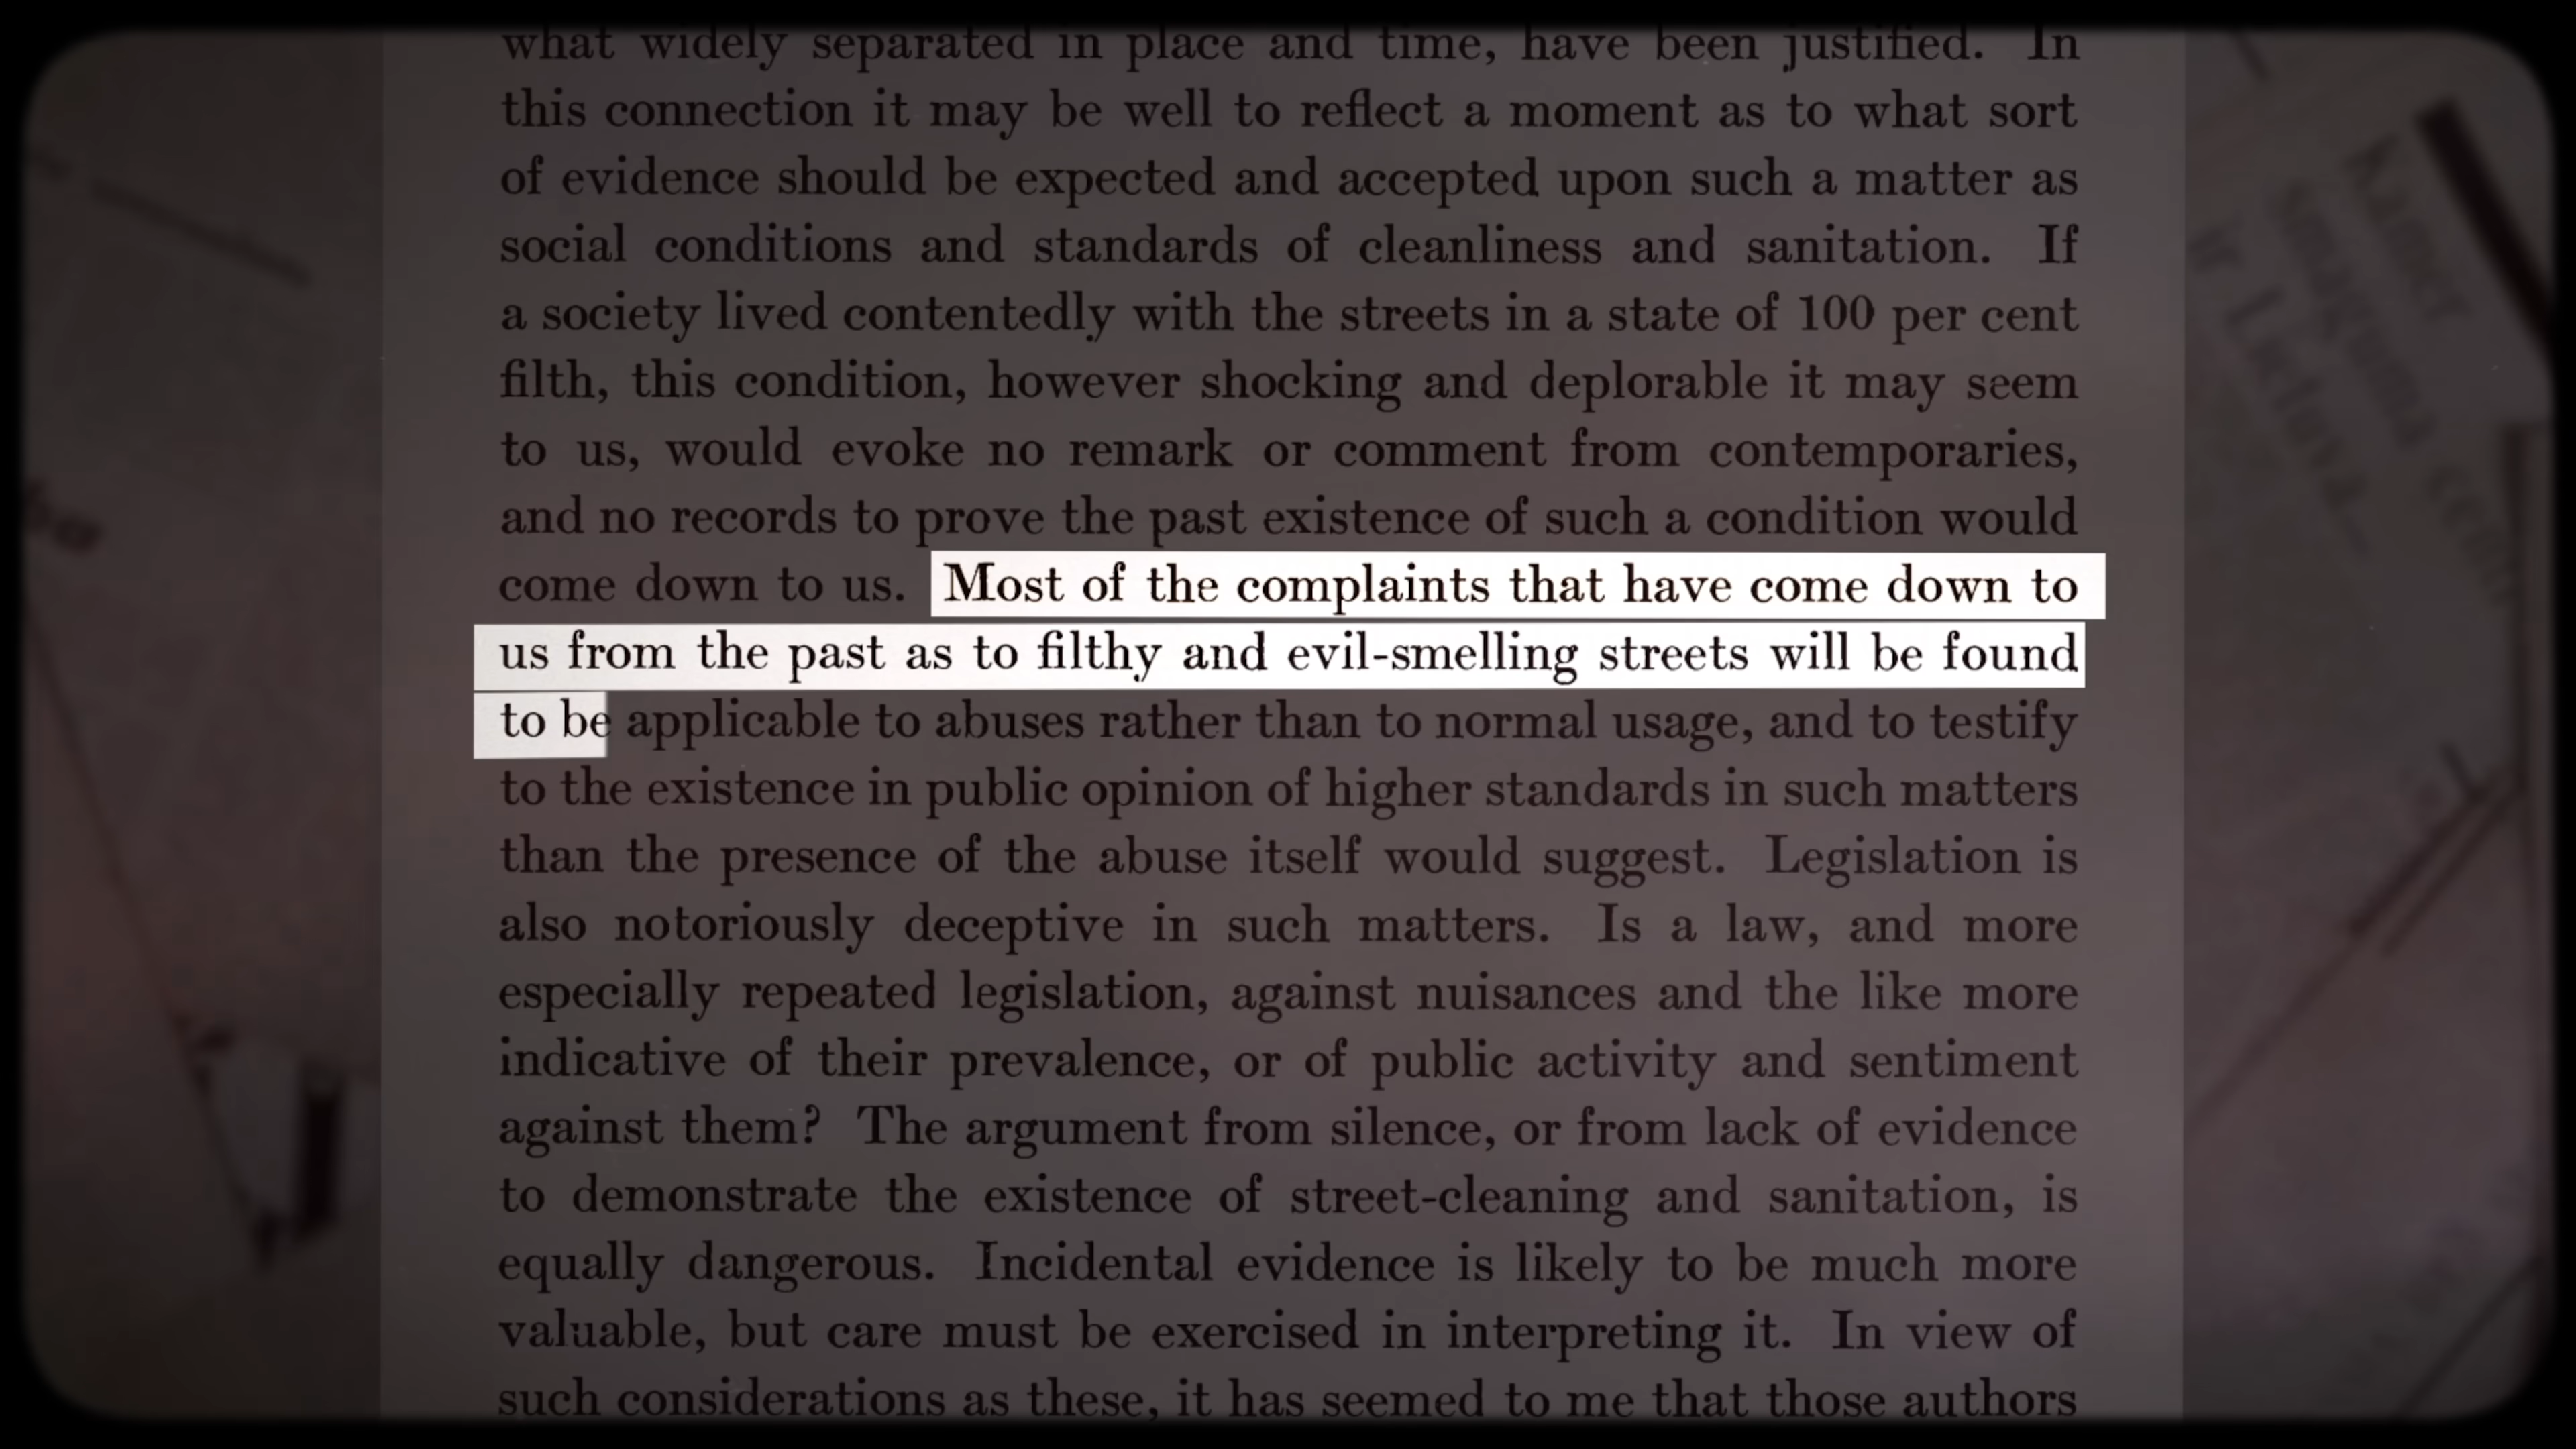 what widely separated in place and time, have been justified. In
this connection it may be well to reflect a moment as to what sort
of evidence should be expected and accepted upon such a matter as
social conditions and standards of cleanliness and sanitation. If
a society lived contentedly with the streets in a state of 100 per cent
filth, this condition, however shocking and deplorable it may seem
to us, would evoke no remark or comment from contemporaries,
and no records to prove the past existence of such a condition would
come down to us. Most of the complaints that have come down to
us from the past as to filthy and evil-smelling streets will be found
to be applicable to abuses rather than to normal usage, and to testify
to the existence in public opinion of higher standards in such matters
than the presence of the abuse itself would suggest. Legislation is
also notoriously deceptive in such matters. Is a law, and more
especially repeated legislation, against nuisances and the like more
indicative of their prevalence, or of public activity and sentiment
against them? The argument from silence, or from lack of evidence
to demonstrate the existence of street-cleaning and sanitation, is
equally dangerous. Incidental evidence is likely to be much more
valuable, but care must be exercised in interpreting it. In view of
such considerations as these, it has seemed to me that those authors